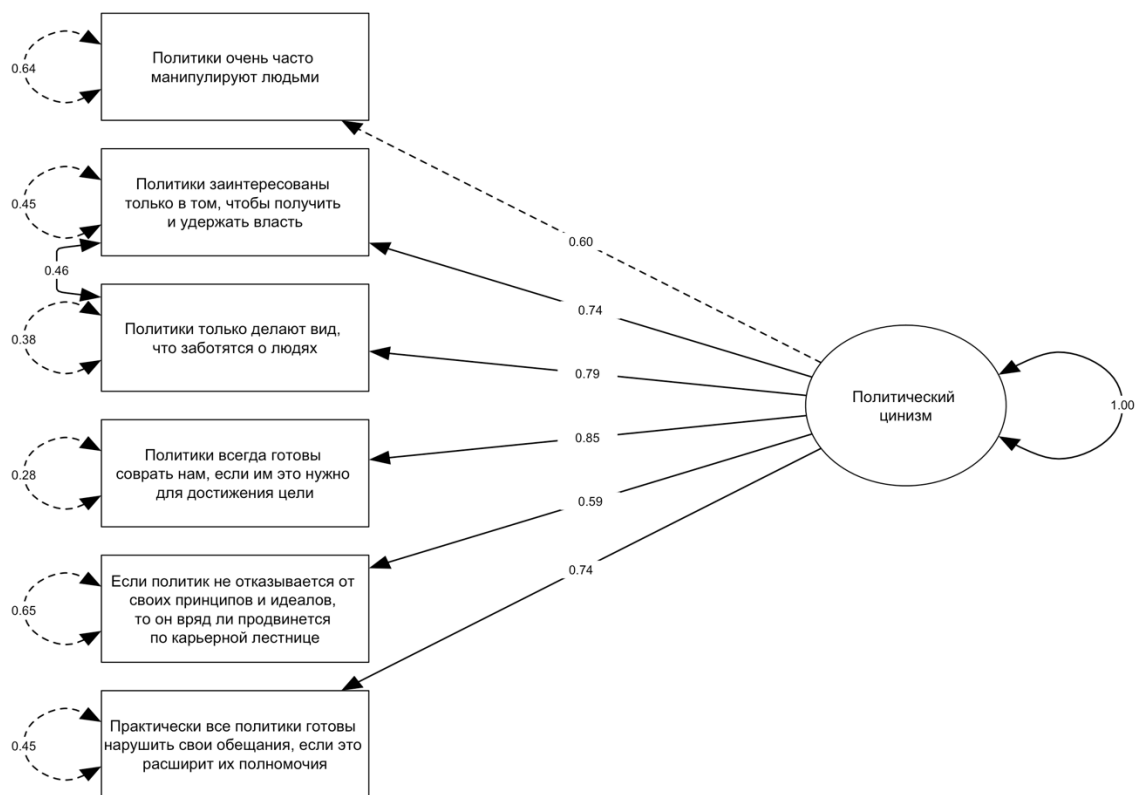 Политики очень часто
манипулируют людьми
0.64
Политики заинтересованы
только в том, чтобы получить
и удержать власть
0.45
0.60
0.46
0.74
Политики только делают вид,
что заботятся о людях
0.38
0.79
Политический
цинизм
1.00
0.85
Политики всегда готовы
соврать нам, если им это нужно
для достижения цели
0.28
0.59
0.74
Если политик не отказывается от
своих принципов и идеалов,
то он вряд ли продвинется
по карьерной лестнице
0.65
Практически все политики готовы
нарушить свои обещания, если это
расширит их полномочия
0.45